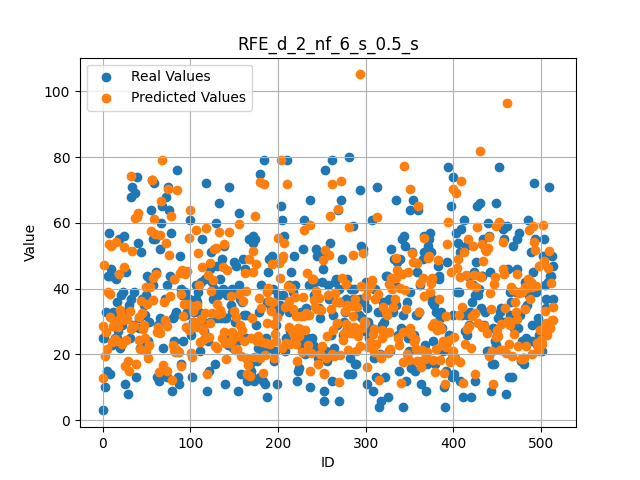 RFE_d_2_nf_6_s_0.5_s
Real Values
Predicted Values
100
80
60
40
20
0
Value
0 100 200 300 400 500
ID